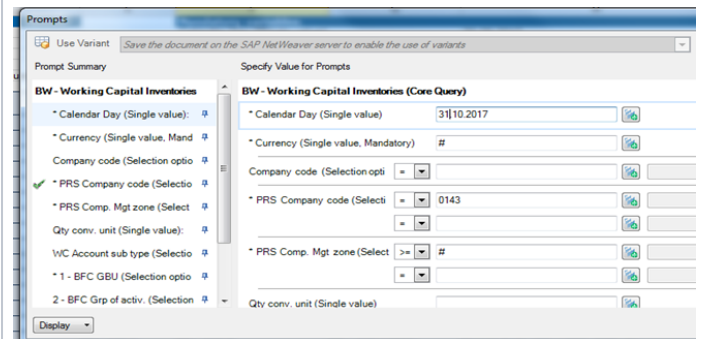 Prompts
Use Variant Save the document on the SAP NetWeaver server to enable the use of variants
Prompt Summary
Specify Value for Prompts
BW - Working Capital Inventories
* Calendar Day (Single value):
* Currency (Single value, Mand
Company code (Selection optio
* PRS Company code (Selectio
* PRS Comp. Mgt zone (Select
Qty conv. unit (Single value):
WC Account sub type (Selectio
* 1 - BFC GBU (Selection optio
2 - BFC Grp of activ. (Selection
BW - Working Capital Inventories (Core Query)
* Calendar Day (Single value) 31.10.2017
* Currency (Single value, Mandatory) #
Company code (Selection opti =
* PRS Company code (Selecti = 0143
=
* PRS Comp. Mgt zone (Select >= #
=
Qty conv. unit (Single value)
Display